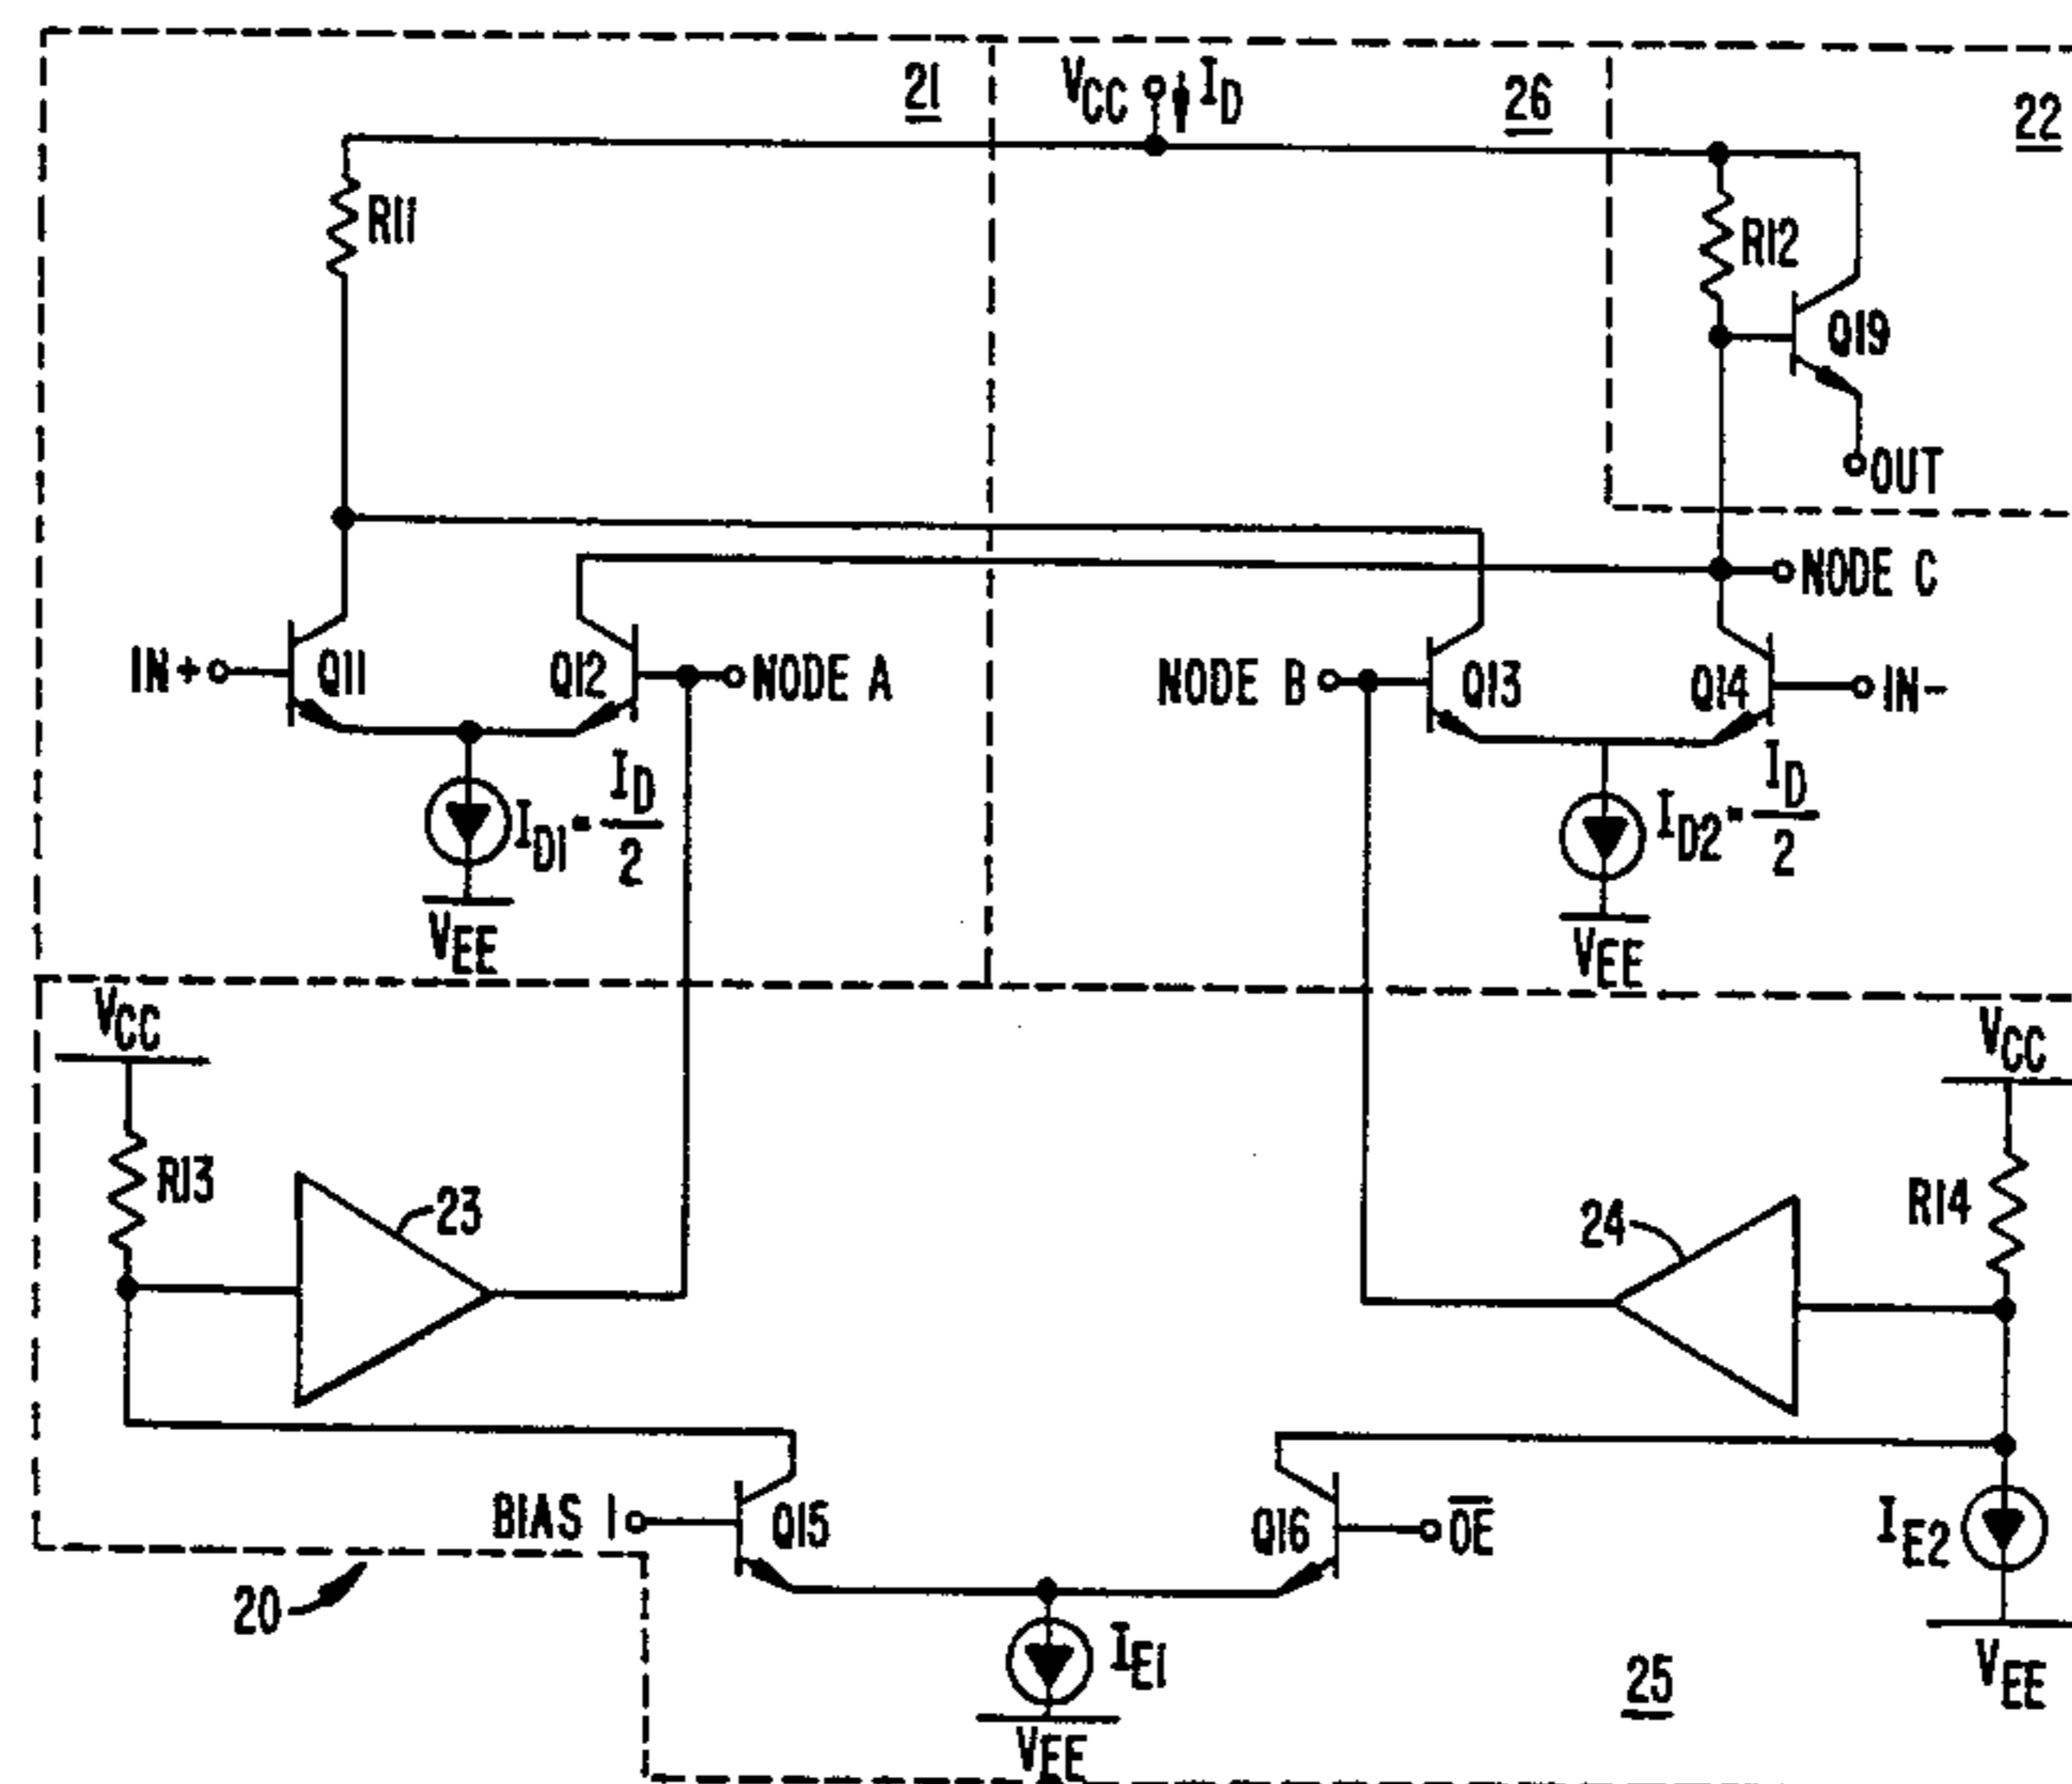 21
VCC
ID
26
22
R11
R12
Q19
OUT
NODE C
IN+
Q11
Q12
NODE A
NODE B
Q13
Q14
IN-
ID1 = ID/2
ID2 = ID/2
VEE
VEE
VCC
VCC
R13
23
24
R14
BIAS 1
Q15
Q16
O̅E̅
IE2
20
IE1
25
VEE
VEE